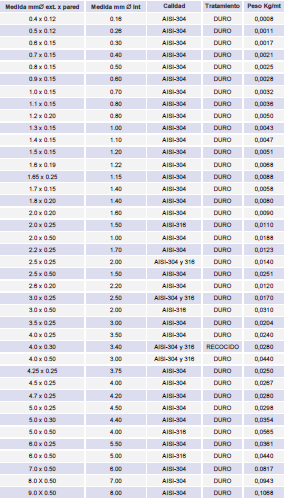 Medida mmØ ext. x pared Medida mm Ø Int Calidad Tratamiento Peso Kg/mt
0.4 x 0.12 0.16 AISI-304 DURO 0,0008
0.5 x 0.12 0.26 AISI-304 DURO 0,0011
0.6 x 0.15 0.30 AISI-304 DURO 0,0017
0.7 x 0.15 0.40 AISI-304 DURO 0,0021
0.8 x 0.15 0.50 AISI-304 DURO 0,0025
0.9 x 0.15 0.60 AISI-304 DURO 0,0028
1.0 x 0.15 0.70 AISI-304 DURO 0,0032
1.1 x 0.15 0.80 AISI-304 DURO 0,0036
1.2 x 0.20 0.80 AISI-304 DURO 0,0050
1.3 x 0.15 1.00 AISI-304 DURO 0,0043
1.4 x 0.15 1.10 AISI-304 DURO 0,0047
1.5 x 0.15 1.20 AISI-304 DURO 0,0051
1.6 x 0.19 1.22 AISI-304 DURO 0,0068
1.65 x 0.25 1.15 AISI-304 DURO 0,0088
1.7 x 0.15 1.40 AISI-304 DURO 0,0058
1.8 x 0.20 1.40 AISI-304 DURO 0,0080
2.0 x 0.20 1.60 AISI-304 DURO 0,0090
2.0 x 0.25 1.50 AISI-316 DURO 0,0110
2.0 x 0.50 1.00 AISI-304 DURO 0,0188
2.2 x 0.25 1.70 AISI-304 DURO 0,0123
2.5 x 0.25 2.00 AISI-304 y 316 DURO 0,0140
2.5 x 0.50 1.50 AISI-304 DURO 0,0251
2.6 x 0.20 2.20 AISI-304 DURO 0,0120
3.0 x 0.25 2.50 AISI-304 y 316 DURO 0,0170
3.0 x 0.50 2.00 AISI-316 DURO 0,0310
3.5 x 0.25 3.00 AISI-304 DURO 0,0204
4.0 x 0.25 3.50 AISI-304 DURO 0,0240
4.0 x 0.30 3.40 AISI-304 y 316 RECOCIDO 0,0280
4.0 x 0.50 3.00 AISI-304 y 316 DURO 0,0440
4.25 x 0.25 3.75 AISI-304 DURO 0,0250
4.5 x 0.25 4.00 AISI-304 DURO 0,0267
4.7 x 0.25 4.20 AISI-304 DURO 0,0280
5.0 x 0.25 4.50 AISI-304 DURO 0,0298
5.0 x 0.30 4.40 AISI-304 DURO 0,0354
5.0 x 0.50 4.00 AISI-316 DURO 0,0565
6.0 x 0.25 5.50 AISI-304 DURO 0,0361
6.0 x 0.50 5.00 AISI-316 DURO 0,0440
7.0 x 0.50 6.00 AISI-304 DURO 0.0817
8.0 X 0.50 7.00 AISI-304 DURO 0,0943
9.0 X 0.50 8.00 AISI-304 DURO 0,1068